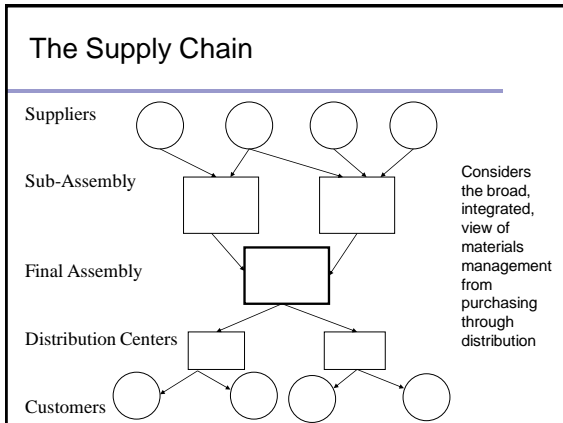 The Supply Chain
Suppliers
Sub-Assembly
Final Assembly
Distribution Centers
Customers
Considers
the broad,
integrated,
view of
materials
management
from
purchasing
through
distribution